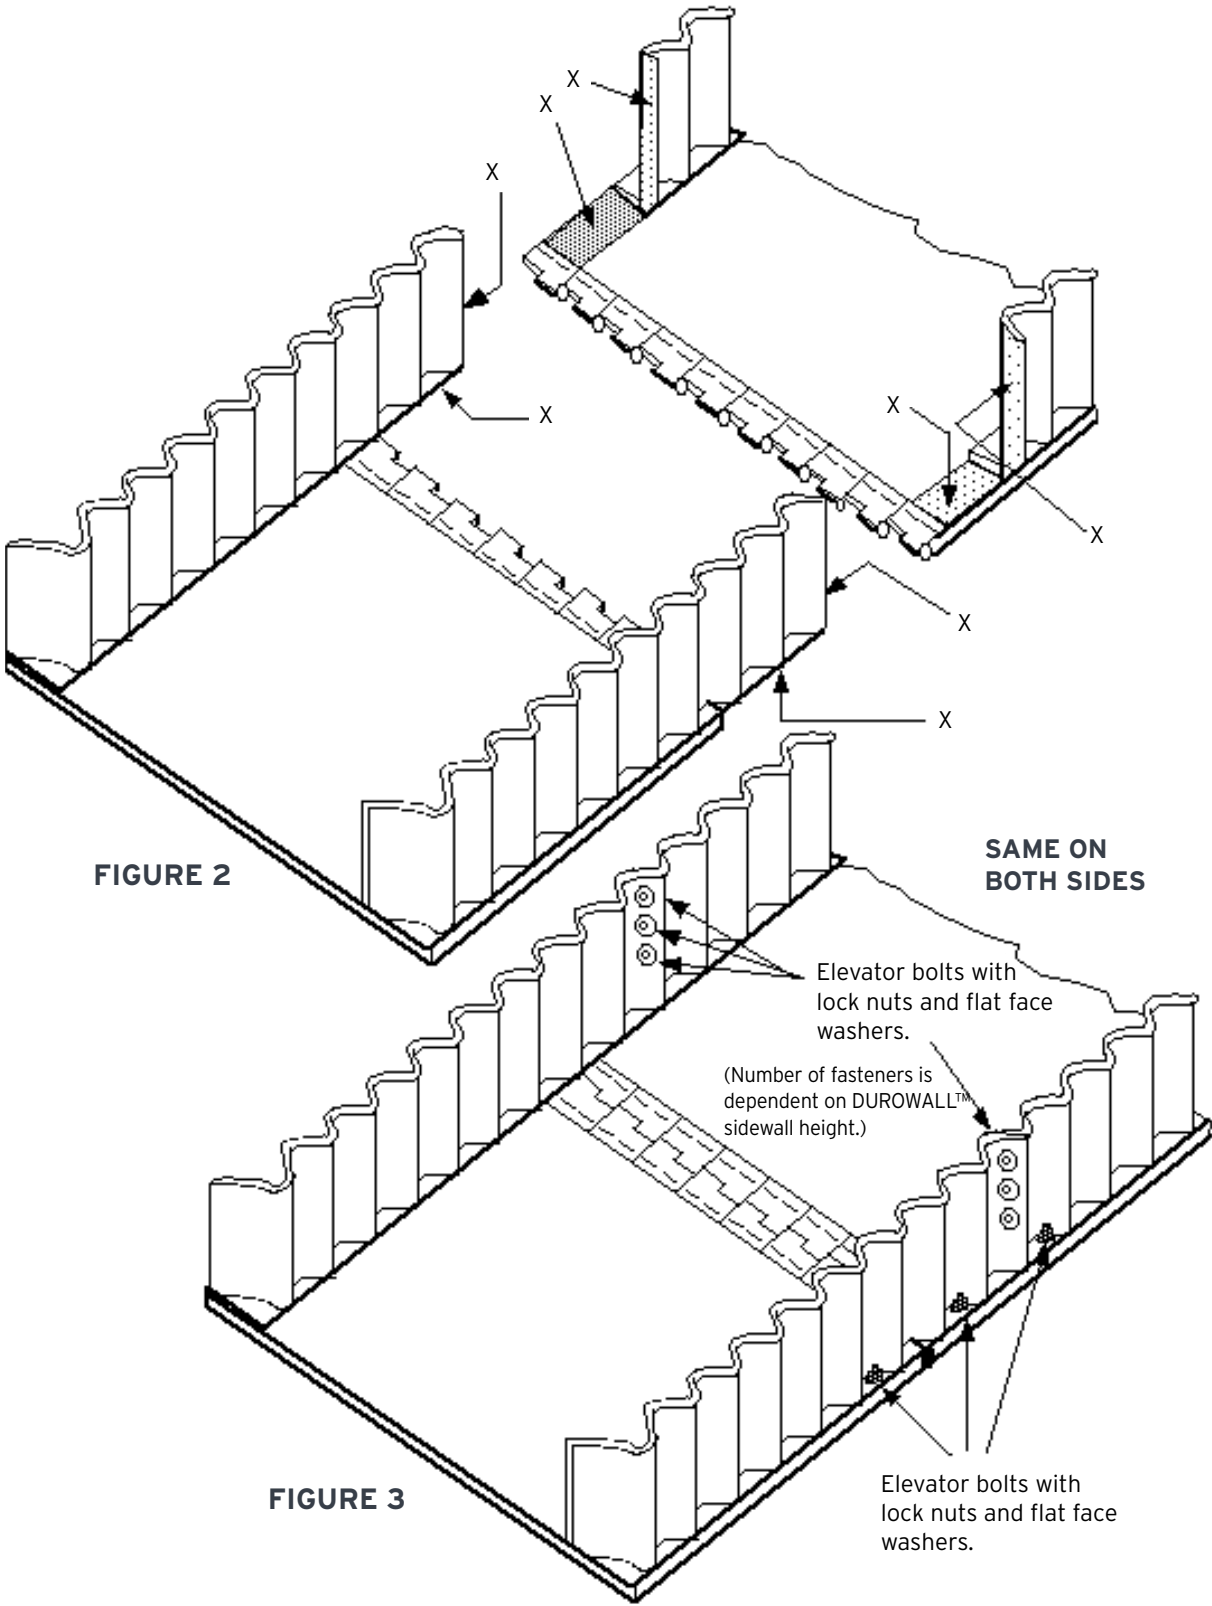 X
X
X
X
X
X
X
X
FIGURE 2
SAME ON
BOTH SIDES
Elevator bolts with
lock nuts and flat face
washers.
(Number of fasteners is
dependent on DUROWALL™
sidewall height.)
FIGURE 3
Elevator bolts with
lock nuts and flat face
washers.